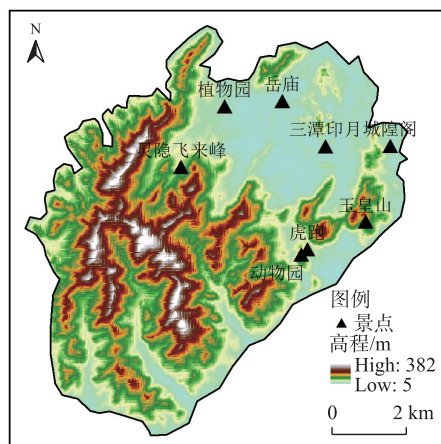 N
植物园
岳庙
三潭印月
城隍阁
灵隐飞来峰
玉皇山
虎跑
动物园
图例
景点
高程/m
High: 382
Low: 5
0 2 km